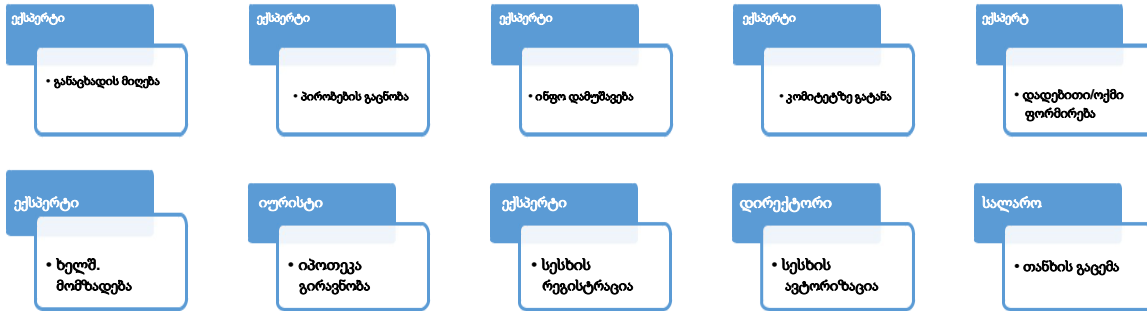 ექსპერტი
• განაცხადის მიღება
ექსპერტი
• პირობების გაცნობა
ექსპერტი
• ინფო დამუშავება
ექსპერტი
• კომიტეტზე გატანა
ექსპერტ
• დადებითი/ოქმი
ფორმირება
ექსპერტი
• ხელშ.
მომზადება
იურისტი
• იპოთეკა
გირავნობა
ექსპერტი
• სესხის
რეგისტრაცია
დირექტორი
• სესხის
ავტორიზაცია
სალარო
• თანხის გაცემა